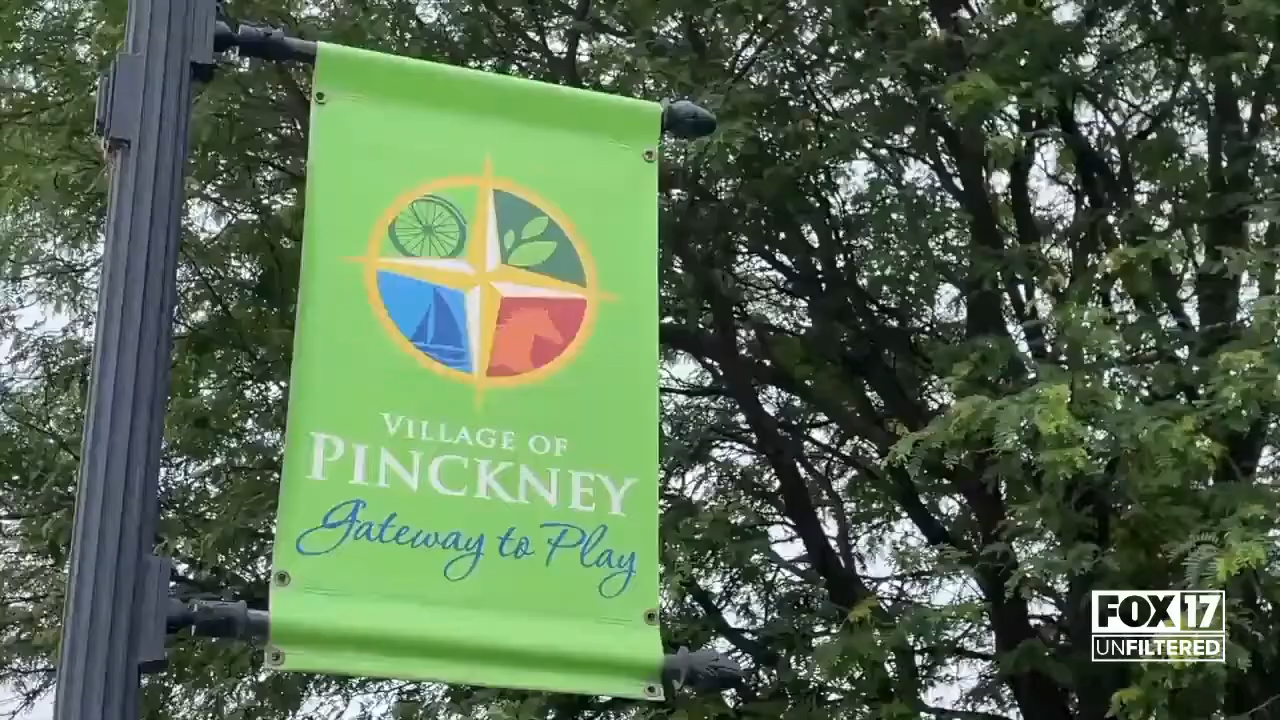 VILLAGE OF
PINCKNEY
Gateway to Play
FOX 17
UNFILTERED